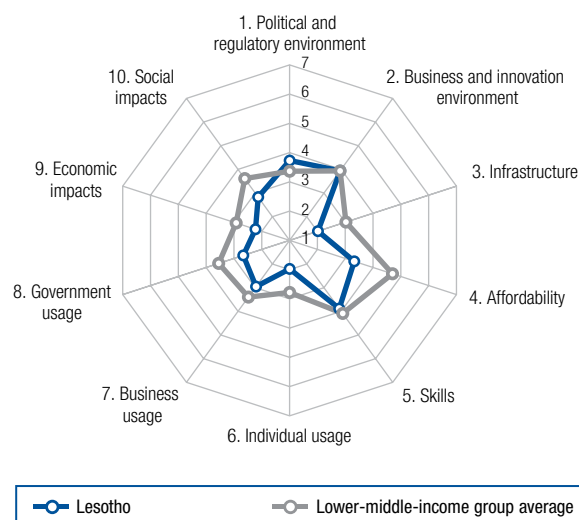 1. Political and
regulatory environment
2. Business and innovation
environment
3. Infrastructure
4. Affordability
5. Skills
6. Individual usage
7. Business
usage
8. Government
usage
9. Economic
impacts
10. Social
impacts
7
6
5
4
3
2
1
Lesotho
Lower-middle-income group average